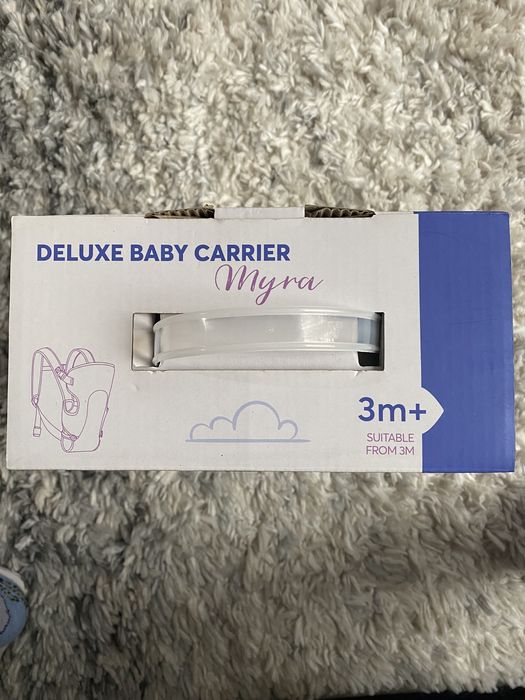 DELUXE BABY CARRIER
Myra
3m+
SUITABLE
FROM 3M